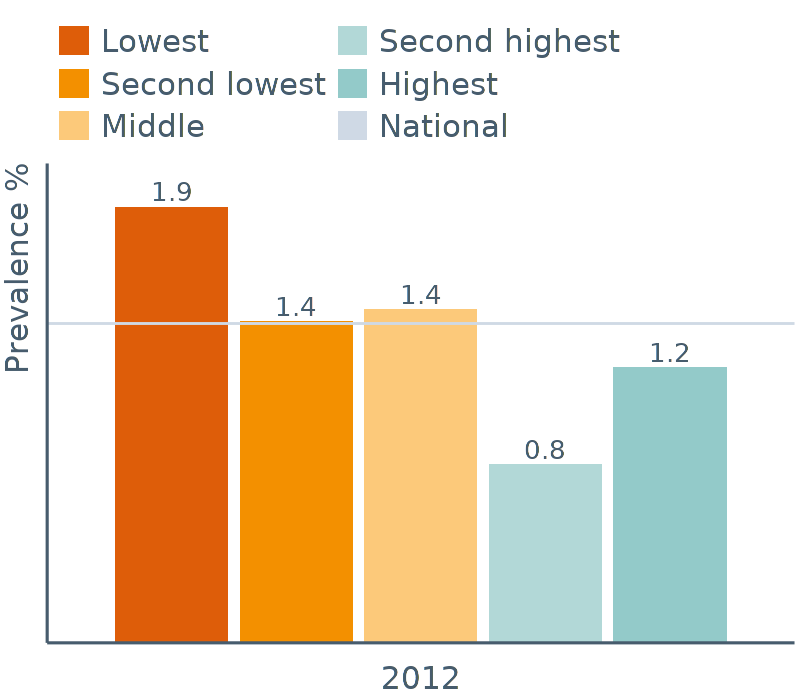 Lowest
Second lowest
Middle
Second highest
Highest
National
Prevalence %
1.9
1.4
1.4
0.8
1.2
2012